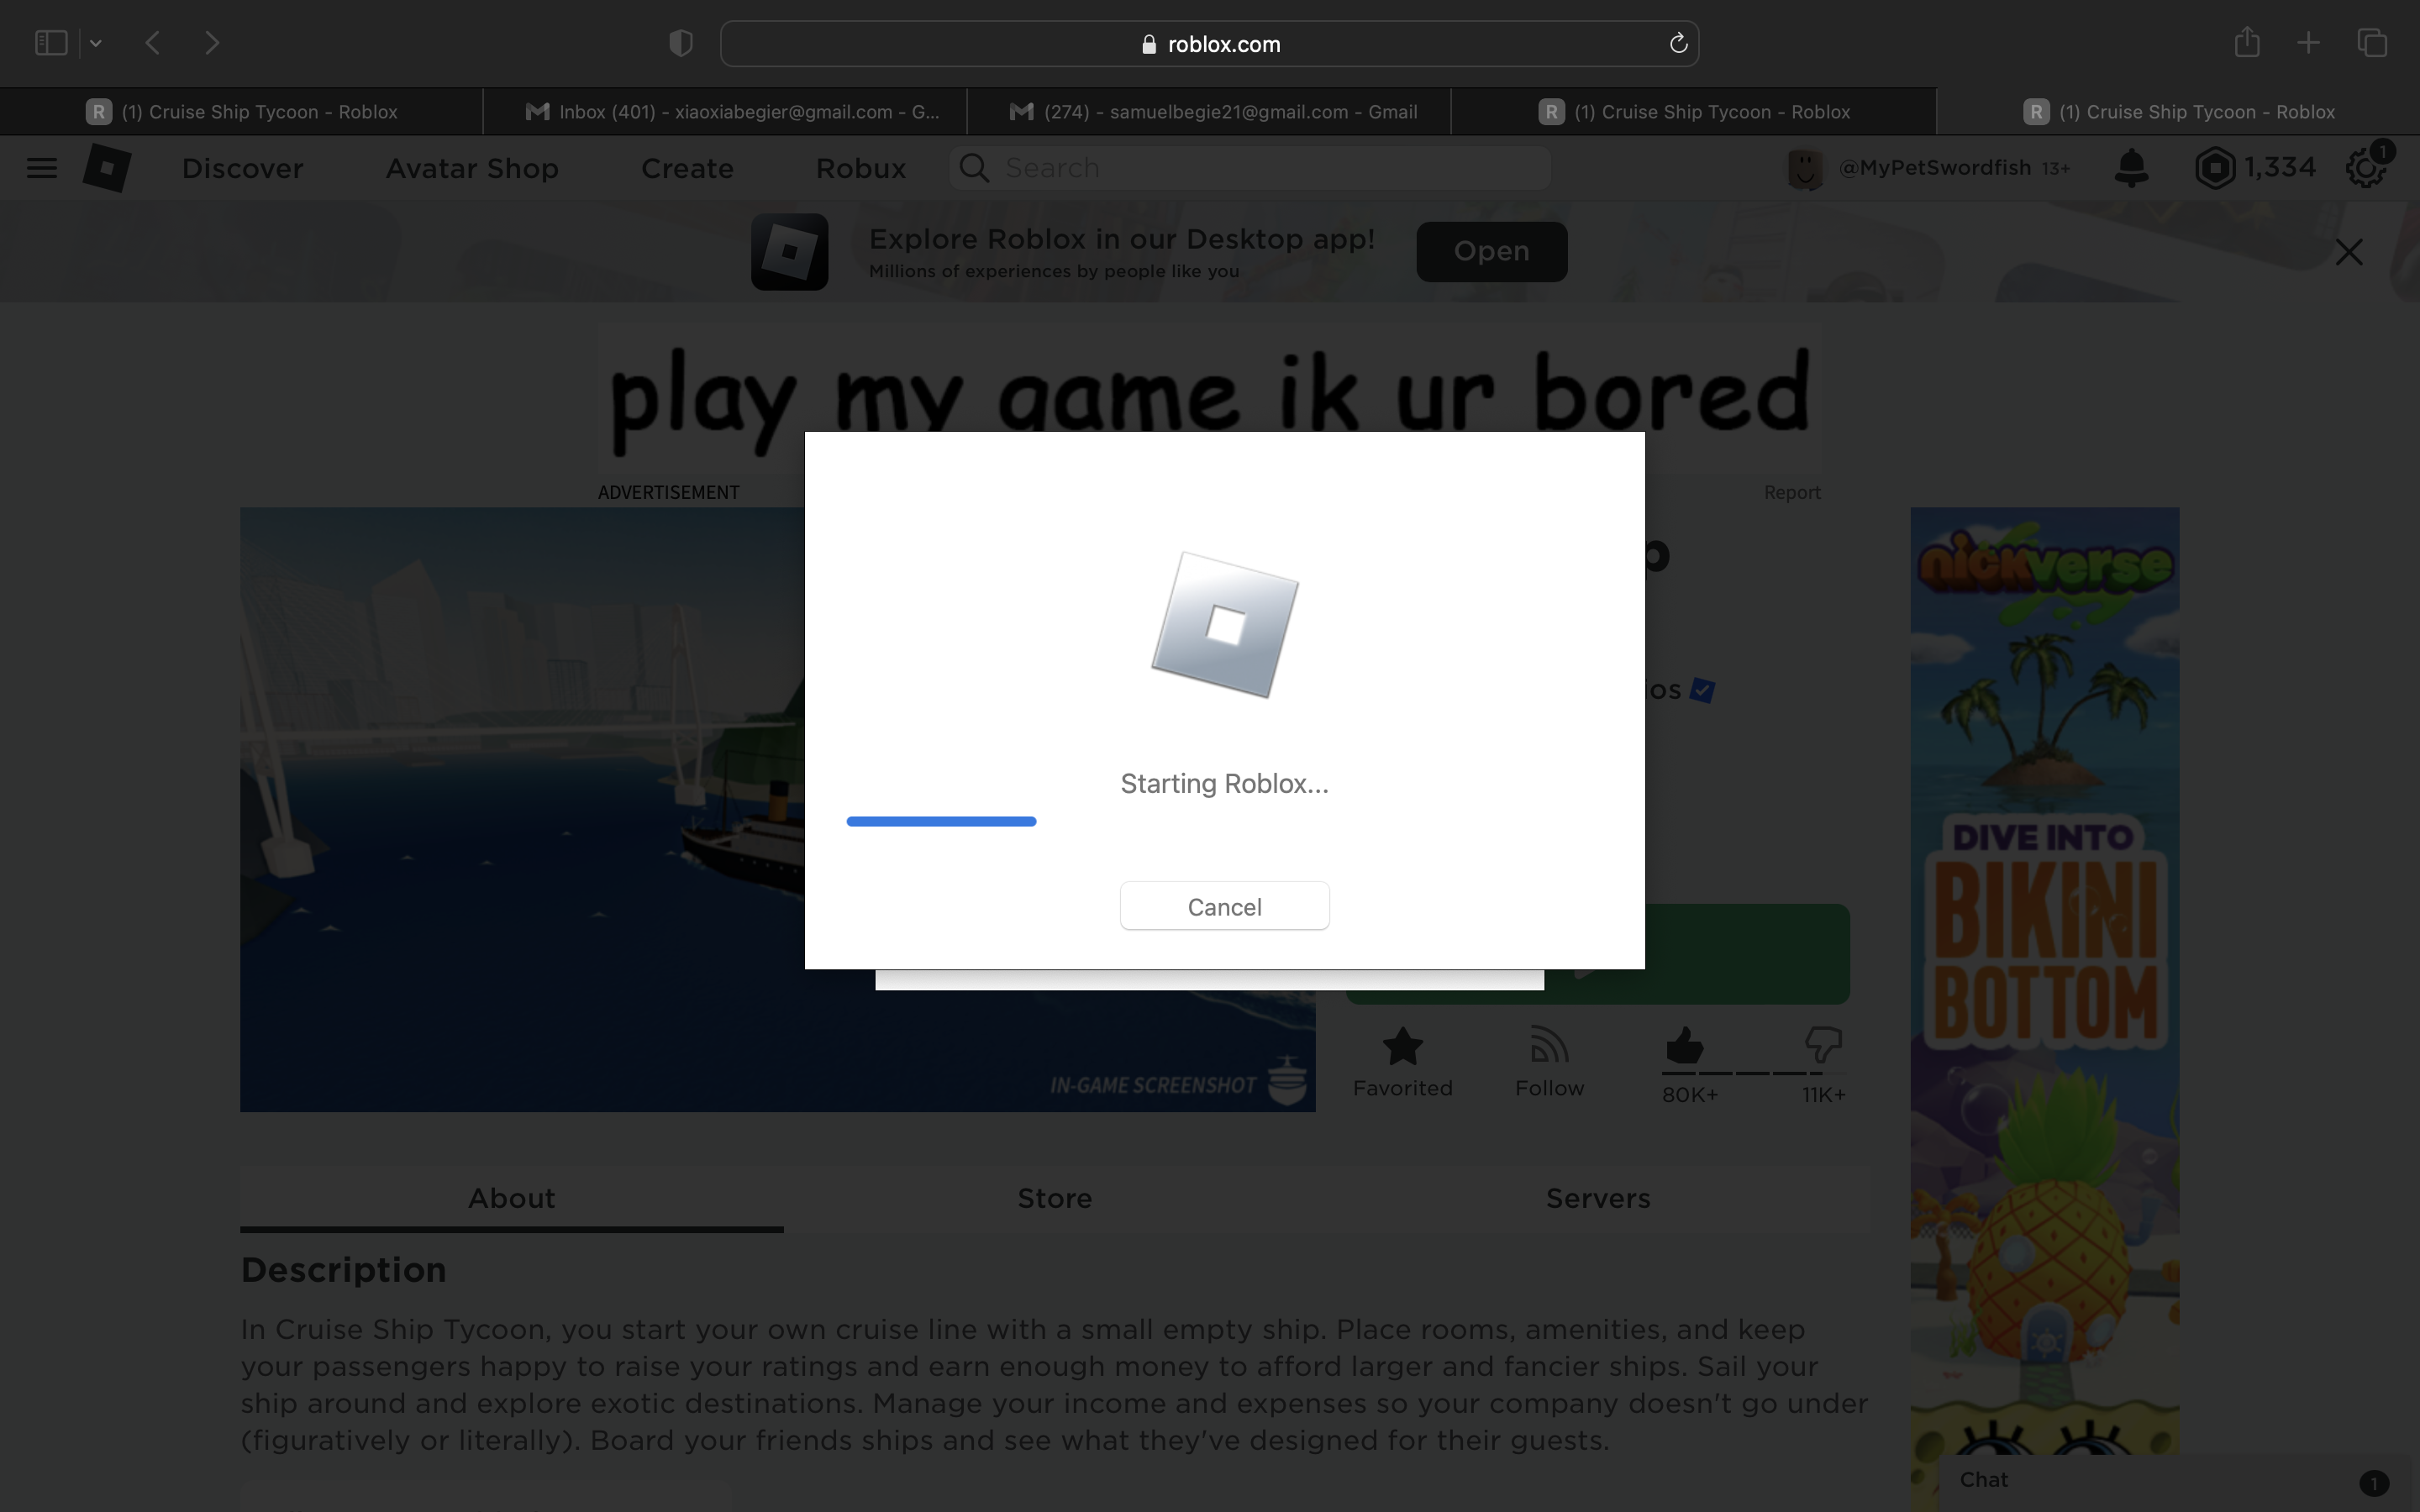 roblox.com
(1) Cruise Ship Tycoon - Roblox
Inbox (401) - xiaoxiabegier@gmail.com - G...
(274) - samuelbegie21@gmail.com - Gmail
(1) Cruise Ship Tycoon - Roblox
(1) Cruise Ship Tycoon - Roblox
Discover
Avatar Shop
Create
Robux
Search
@MyPetSwordfish 13+
1,334
1
Explore Roblox in our Desktop app!
Millions of experiences by people like you
Open
play my game ik ur bored
ADVERTISEMENT
Report
nickverse
Starting Roblox...
Cancel
DIVE INTO
BIKINI
BOTTOM
IN-GAME SCREENSHOT
Favorited
Follow
80K+
11K+
About
Store
Servers
Description
In Cruise Ship Tycoon, you start your own cruise line with a small empty ship. Place rooms, amenities, and keep
your passengers happy to raise your ratings and earn enough money to afford larger and fancier ships. Sail your
ship around and explore exotic destinations. Manage your income and expenses so your company doesn't go under
(figuratively or literally). Board your friends ships and see what they've designed for their guests.
Chat
1